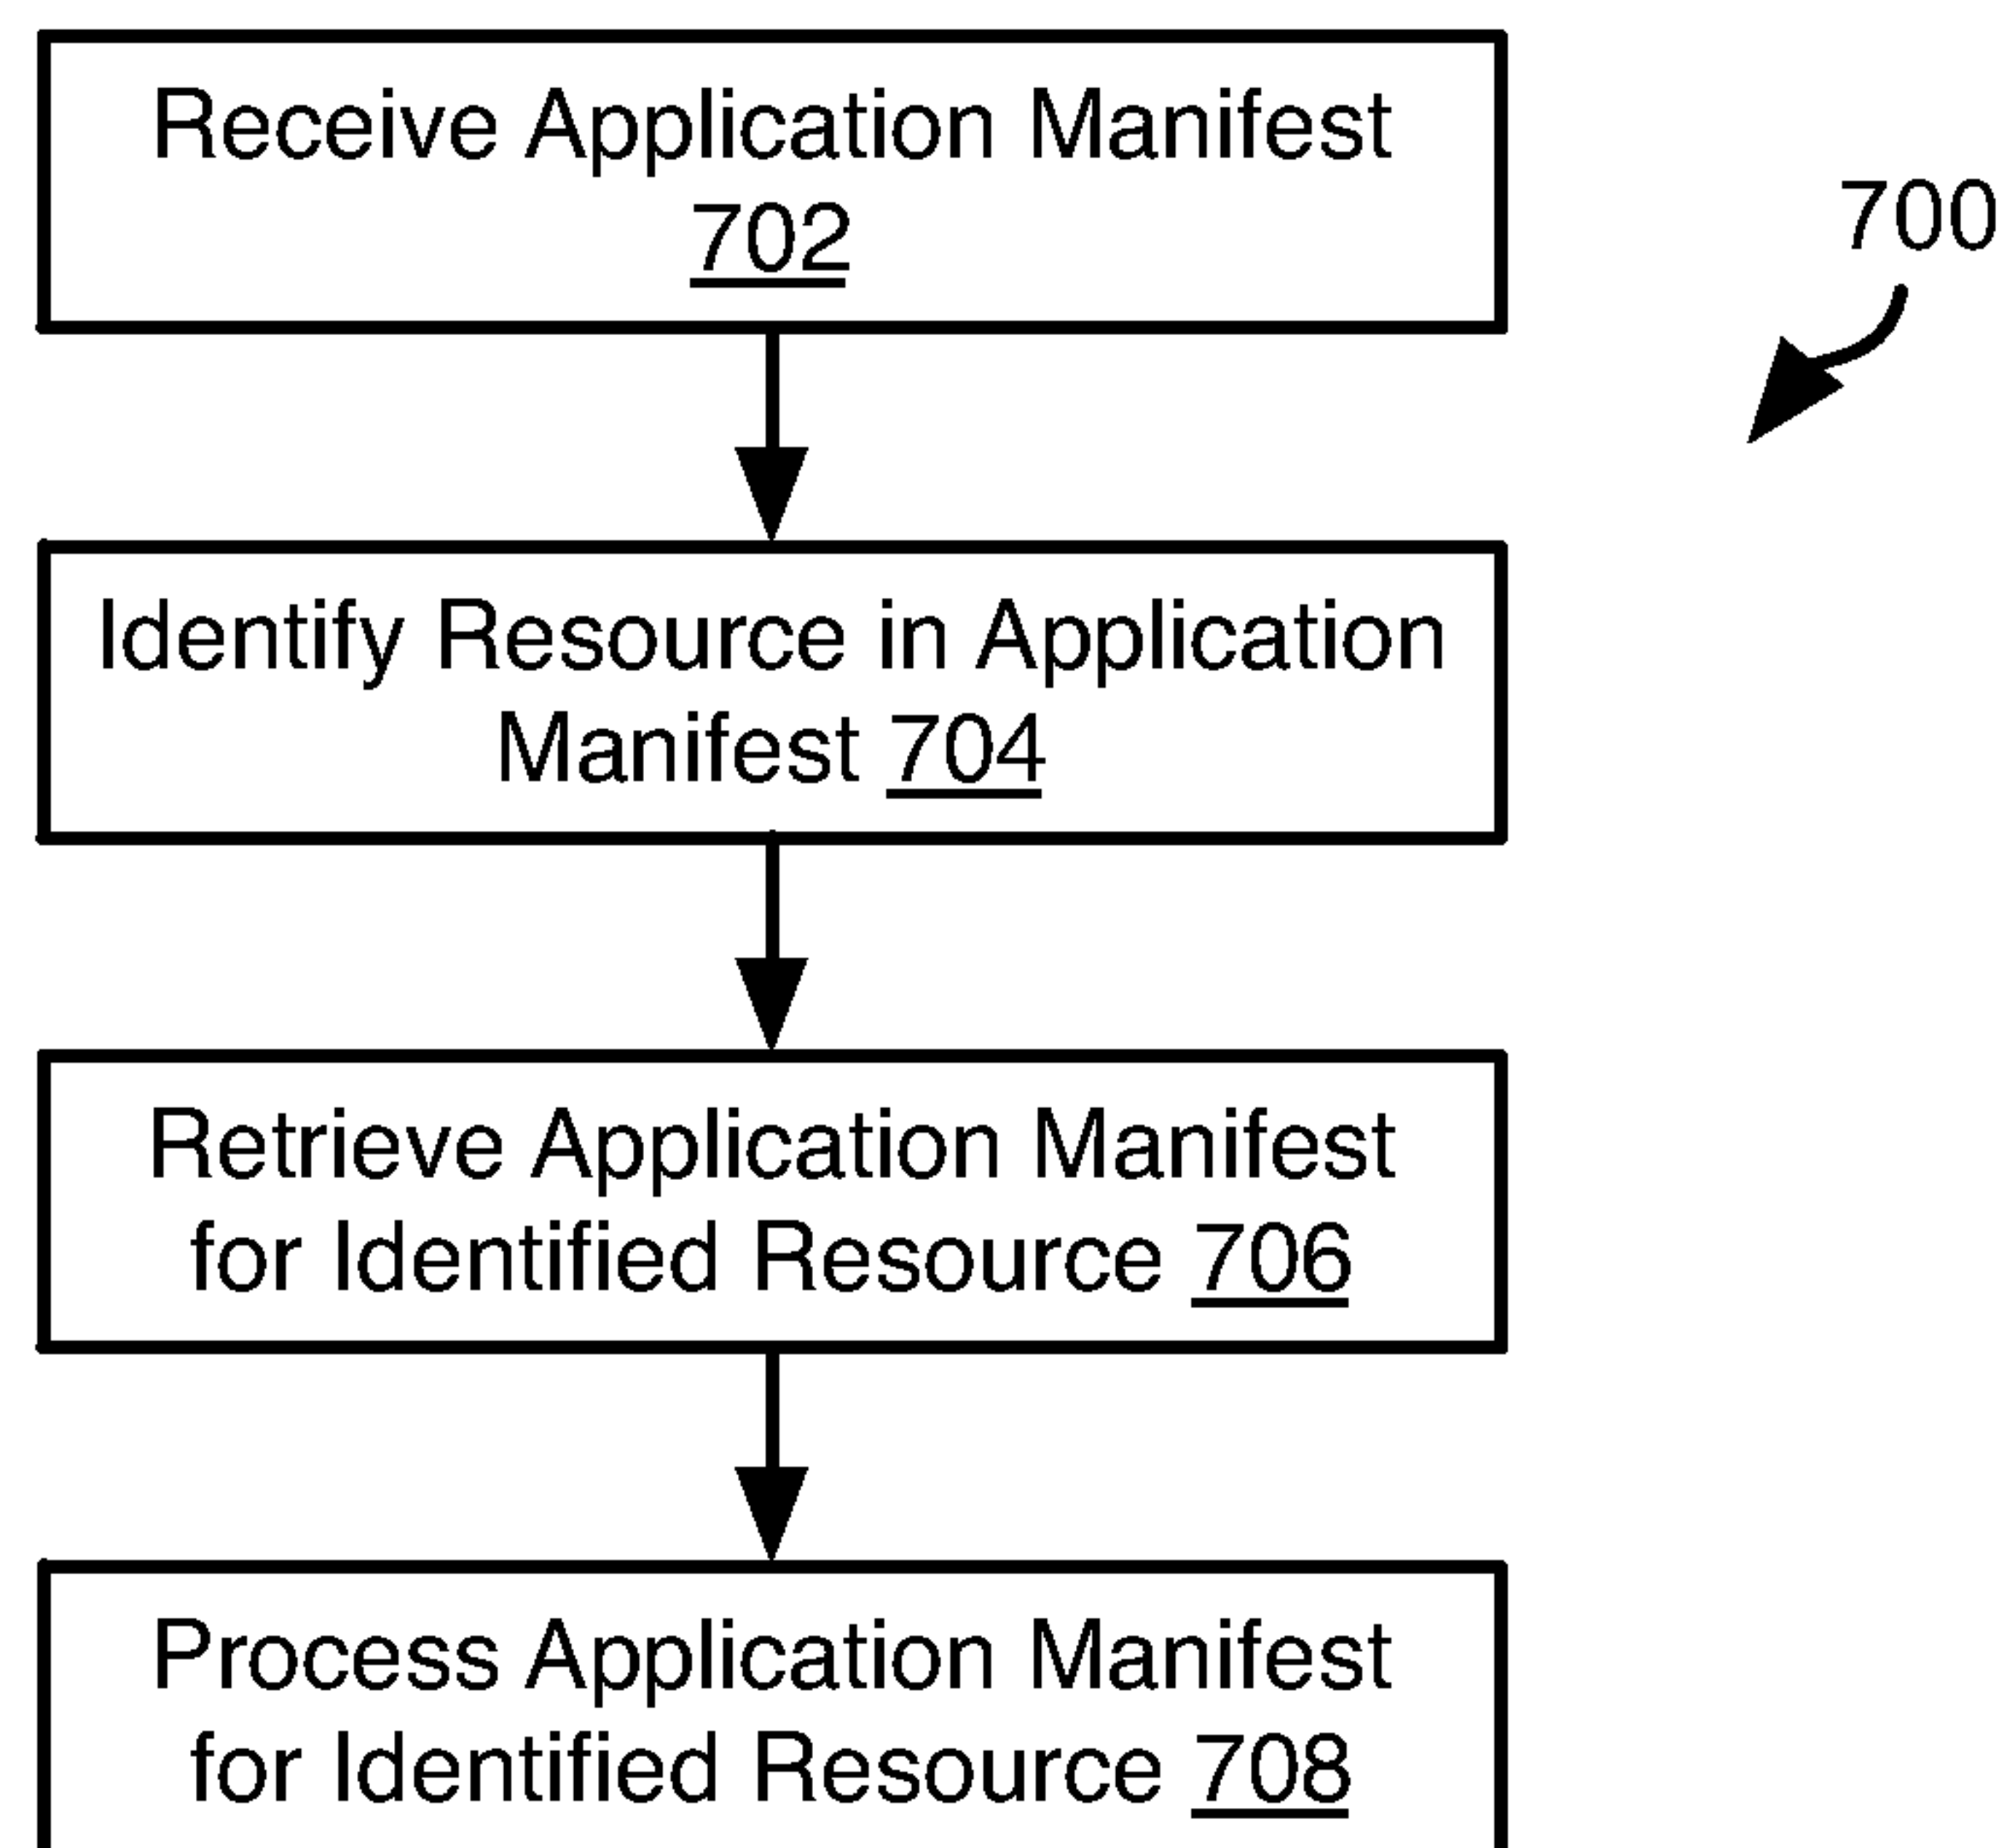 Receive Application Manifest
702
700
Identify Resource in Application
Manifest 704
Retrieve Application Manifest
for Identified Resource 706
Process Application Manifest
for Identified Resource 708